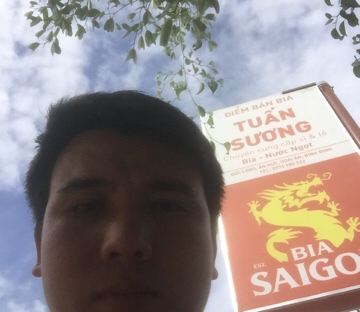 ĐIỂM BÁN BIA
TUẤN
SƯƠNG
Chuyên cung cấp sỉ & lẻ
Bia - Nước Ngọt
BIA
SAIGO